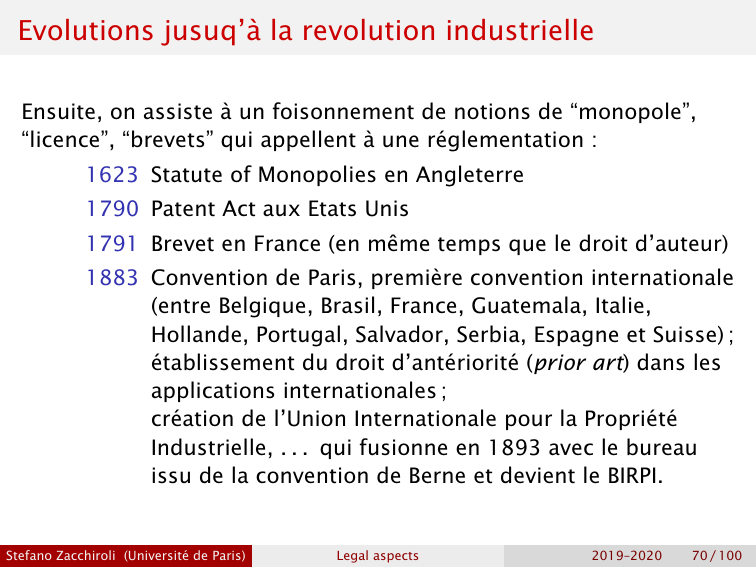 Evolutions jusuq’à la revolution industrielle
Ensuite, on assiste à un foisonnement de notions de “monopole”,
“licence”, “brevets” qui appellent à une réglementation :
1623 Statute of Monopolies en Angleterre
1790 Patent Act aux Etats Unis
1791 Brevet en France (en même temps que le droit d’auteur)
1883 Convention de Paris, première convention internationale
(entre Belgique, Brasil, France, Guatemala, Italie,
Hollande, Portugal, Salvador, Serbia, Espagne et Suisse) ;
établissement du droit d’antériorité (prior art) dans les
applications internationales ;
création de l’Union Internationale pour la Propriété
Industrielle, . . . qui fusionne en 1893 avec le bureau
issu de la convention de Berne et devient le BIRPI.
Stefano Zacchiroli (Université de Paris) Legal aspects 2019–2020 70 / 100